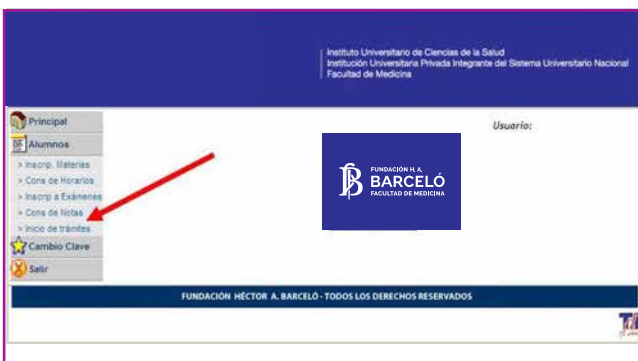 Instituto Universitario de Ciencias de la Salud
Institución Universitaria Privada Integrante del Sistema Universitario Nacional
Facultad de Medicina
Principal
Usuario:
Alumnos
> Inscrip. Materias
> Cons de Horarios
> Inscrip a Exámenes
> Cons de Notas
> Inicio de trámites
Cambio Clave
Salir
FUNDACIÓN H. A.
BARCELÓ
FACULTAD DE MEDICINA
FUNDACIÓN HÉCTOR A. BARCELÓ - TODOS LOS DERECHOS RESERVADOS